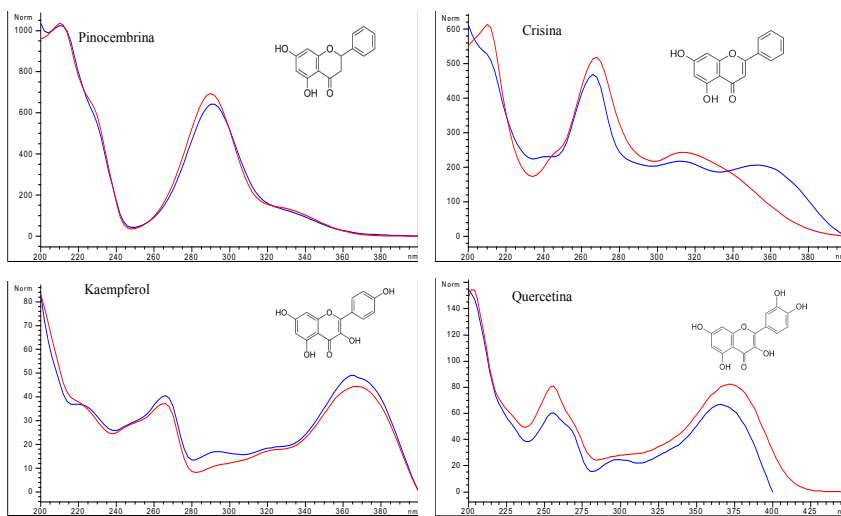 Norm
Pinocembrina
1000
800
600
400
200
0
200 220 240 260 280 300 320 340 360 380 nm
HO
O
OH O
Norm
Crisina
600
500
400
300
200
100
0
200 220 240 260 280 300 320 340 360 380 nm
HO
O
OH O
Norm
Kaempferol
80
70
60
50
40
30
20
10
0
200 220 240 260 280 300 320 340 360 380 nm
OH
HO
O
OH
OH O
Norm
Quercetina
140
120
100
80
60
40
20
0
200 225 250 275 300 325 350 375 400 425 nm
OH
OH
HO
O
OH
OH O